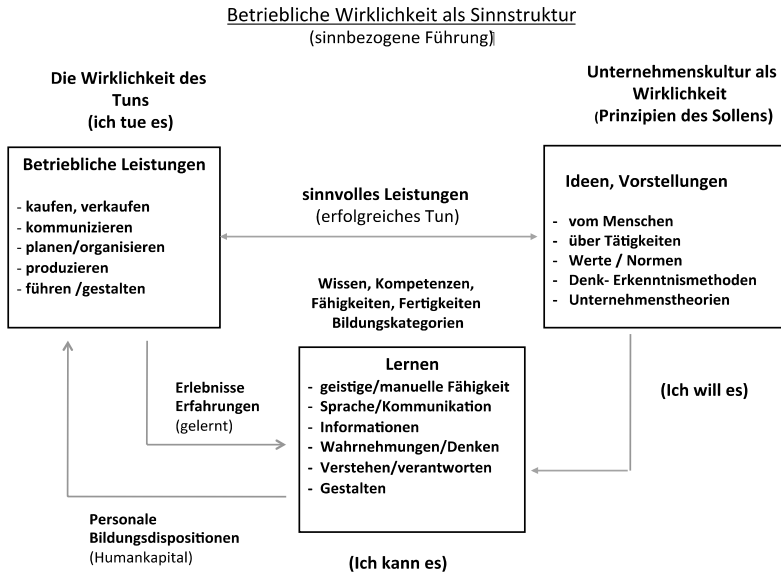 Betriebliche Wirklichkeit als Sinnstruktur
(sinnbezogene Führung)
Die Wirklichkeit des
Tuns
(ich tue es)
Unternehmenskultur als
Wirklichkeit
(Prinzipien des Sollens)
Betriebliche Leistungen
- kaufen, verkaufen
- kommunizieren
- planen/organisieren
- produzieren
- führen /gestalten
sinnvolles Leistungen
(erfolgreiches Tun)
Ideen, Vorstellungen
- vom Menschen
- über Tätigkeiten
- Werte / Normen
- Denk- Erkenntnismethoden
- Unternehmenstheorien
Wissen, Kompetenzen,
Fähigkeiten, Fertigkeiten
Bildungskategorien
Lernen
- geistige/manuelle Fähigkeit
- Sprache/Kommunikation
- Informationen
- Wahrnehmungen/Denken
- Verstehen/verantworten
- Gestalten
Erlebnisse
Erfahrungen
(gelernt)
(Ich will es)
Personale
Bildungsdispositionen
(Humankapital)
(Ich kann es)